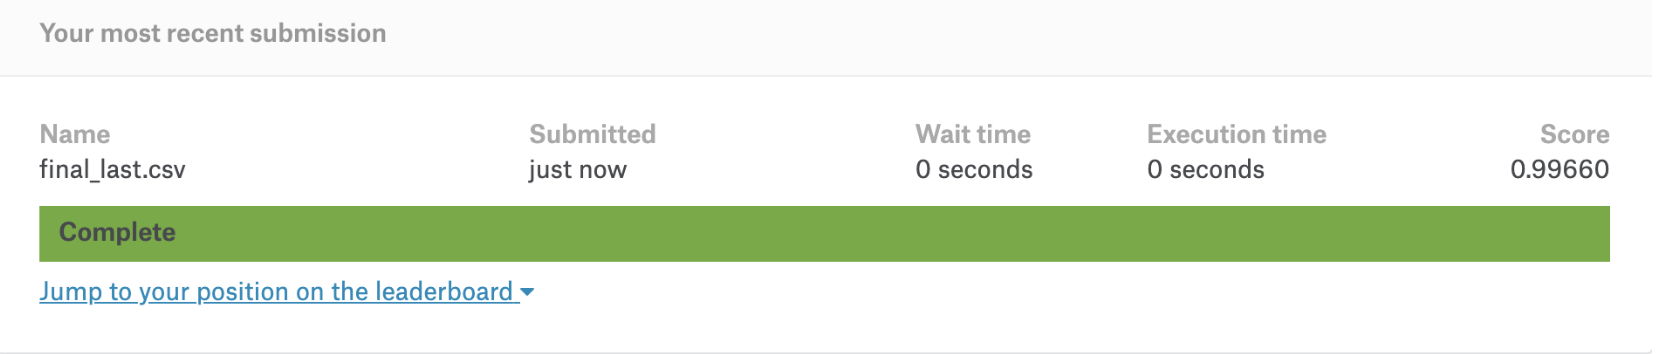 Your most recent submission
Name Submitted Wait time Execution time Score
final_last.csv just now 0 seconds 0 seconds 0.99660
Complete
Jump to your position on the leaderboard